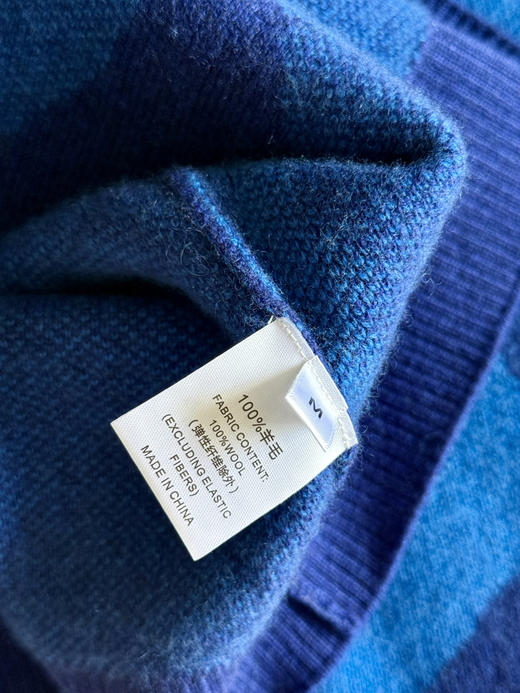 M
100%羊毛
FABRIC CONTENT:
100%WOOL
(弹性纤维除外)
(EXCLUDING ELASTIC
FIBERS)
MADE IN CHINA